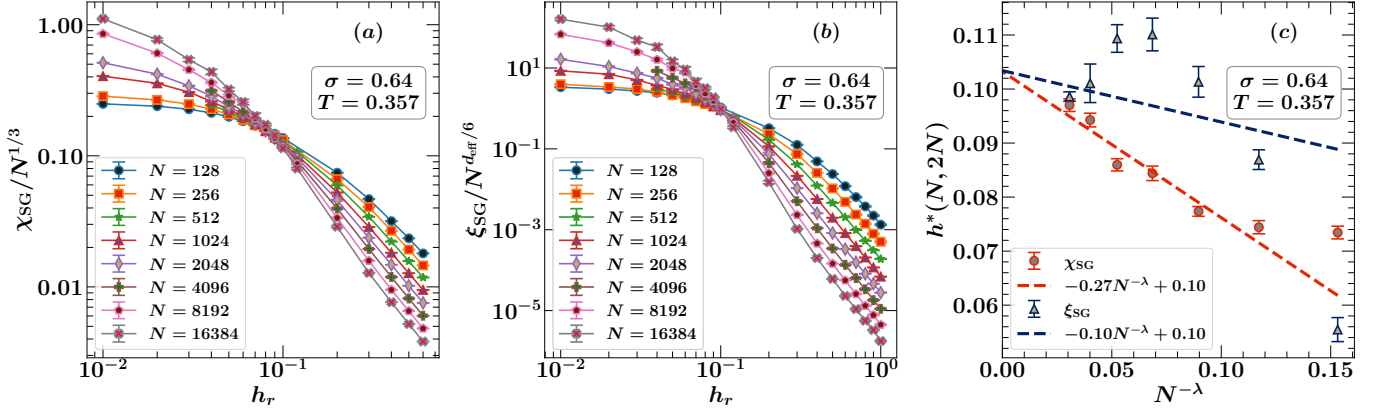 (a)
σ = 0.64
T = 0.357
χSG/N^{1/3}
1.00
0.10
0.01
N = 128
N = 256
N = 512
N = 1024
N = 2048
N = 4096
N = 8192
N = 16384
10^{-2}
10^{-1}
h_r
(b)
σ = 0.64
T = 0.357
ξSG/N^{d_eff/6}
10^{1}
10^{-1}
10^{-3}
10^{-5}
N = 128
N = 256
N = 512
N = 1024
N = 2048
N = 4096
N = 8192
N = 16384
10^{-2}
10^{-1}
10^{0}
h_r
(c)
σ = 0.64
T = 0.357
h*(N, 2N)
0.11
0.10
0.09
0.08
0.07
0.06
χSG
−0.27N^{−λ} + 0.10
ξSG
−0.10N^{−λ} + 0.10
0.00
0.05
0.10
0.15
N^{−λ}